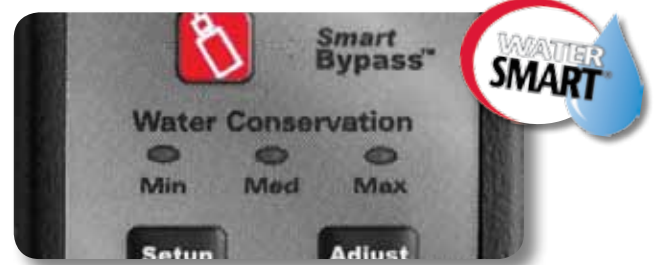 Smart
Bypass™
WATER
SMART
Water Conservation
Min Med Max
Setup Adjust